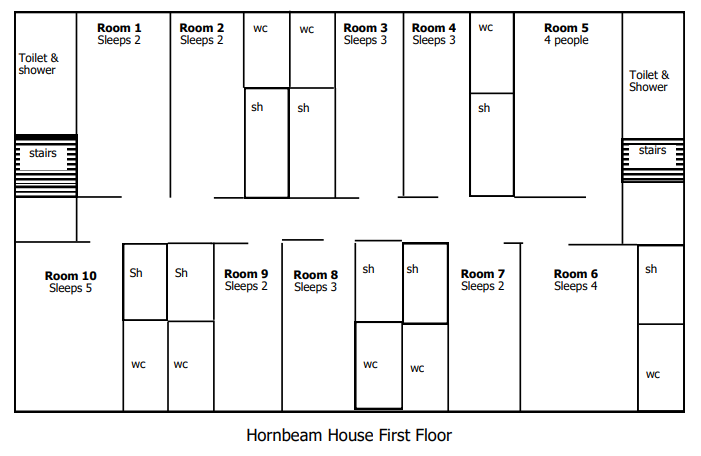 Room 1
Sleeps 2
Room 2
Sleeps 2
wc
wc
Room 3
Sleeps 3
Room 4
Sleeps 3
wc
Room 5
4 people
Toilet &
shower
Toilet &
Shower
sh
sh
sh
stairs
stairs
Room 10
Sleeps 5
Sh
Sh
Room 9
Sleeps 2
Room 8
Sleeps 3
sh
sh
Room 7
Sleeps 2
Room 6
Sleeps 4
sh
wc
wc
wc
wc
wc
Hornbeam House First Floor